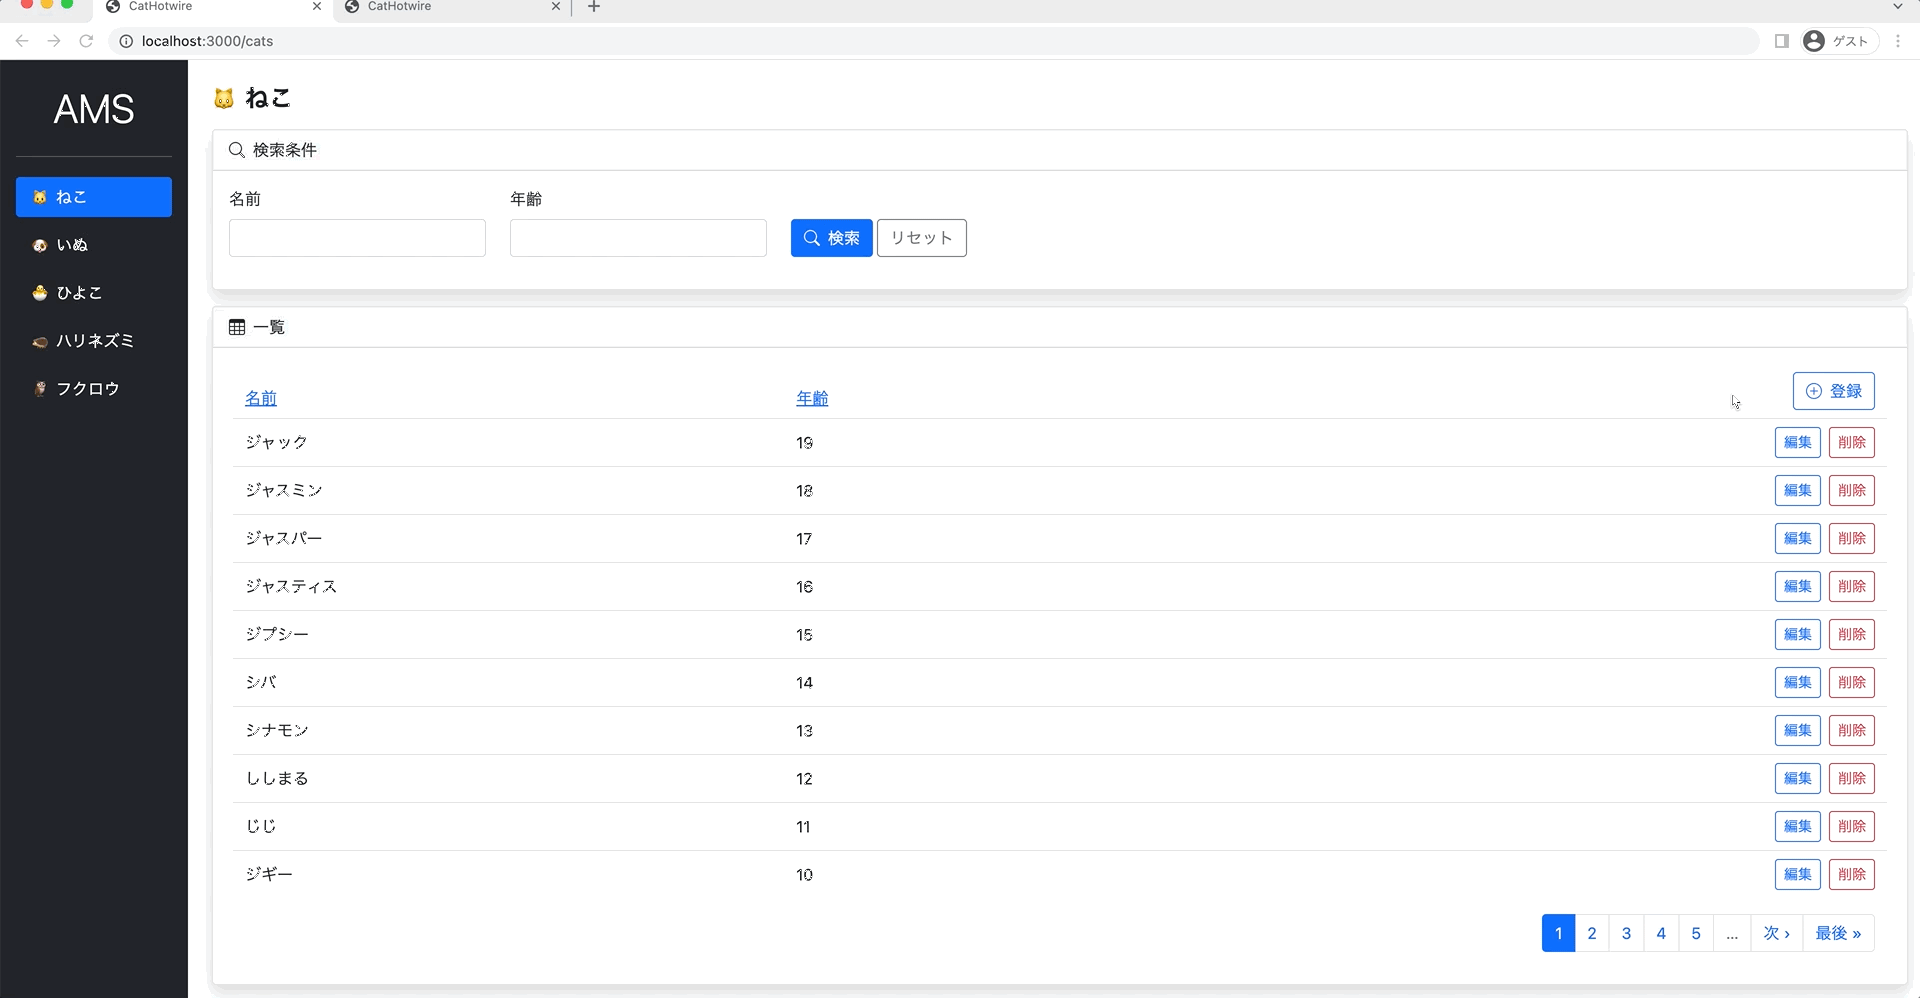 CatHotwire
CatHotwire
localhost:3000/cats
ゲスト
AMS
ねこ
いぬ
ひよこ
ハリネズミ
フクロウ
ねこ
検索条件
名前 年齢
検索 リセット
一覧
名前 年齢 登録
ジャック 19 編集 削除
ジャスミン 18 編集 削除
ジャスパー 17 編集 削除
ジャスティス 16 編集 削除
ジプシー 15 編集 削除
シバ 14 編集 削除
シナモン 13 編集 削除
ししまる 12 編集 削除
じじ 11 編集 削除
ジギー 10 編集 削除
1 2 3 4 5 ... 次 › 最後 »